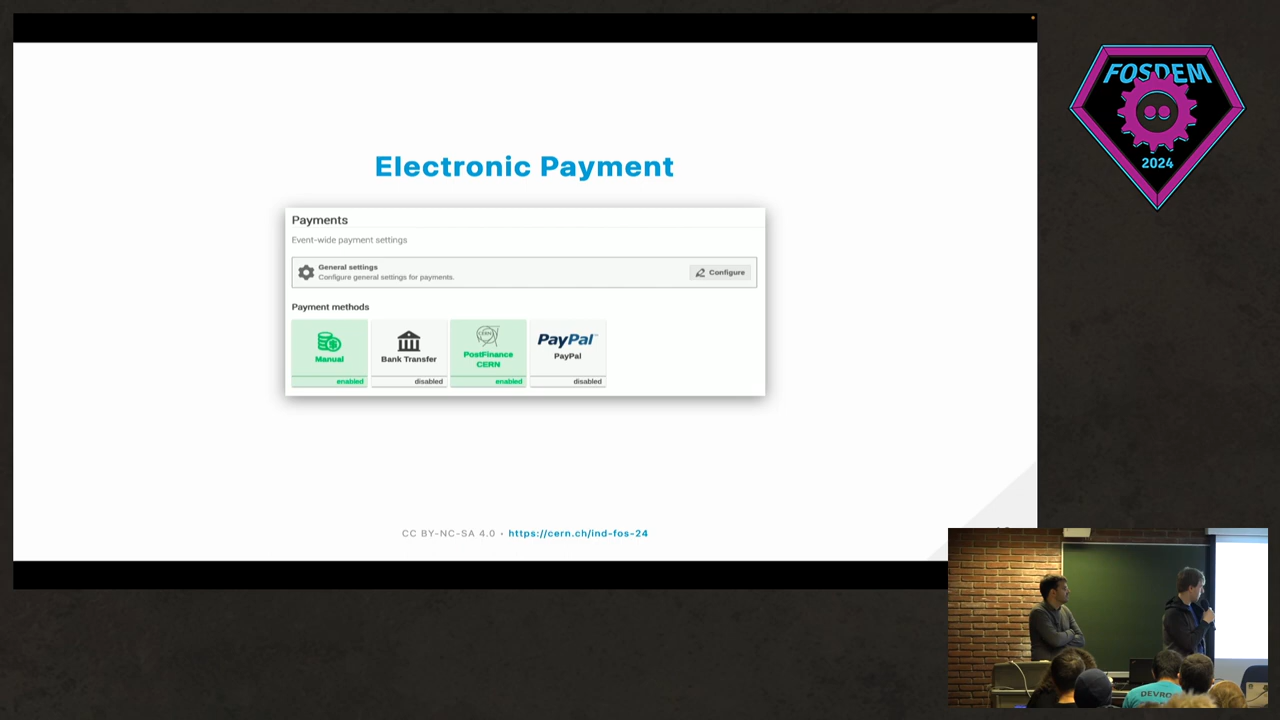 Electronic Payment
Payments
Event-wide payment settings
General settings
Configure general settings for payments.
Configure
Payment methods
Manual
enabled
Bank Transfer
disabled
CERN
PostFinance
CERN
enabled
PayPal™
PayPal
disabled
CC BY-NC-SA 4.0 • https://cern.ch/ind-fos-24
FOSDEM
2024
DEVRO